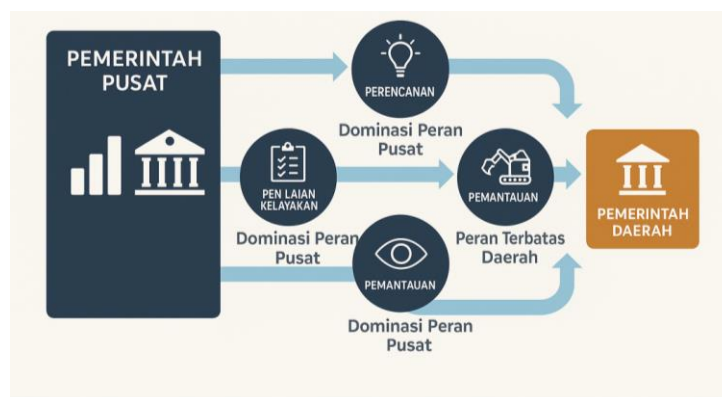 PEMERINTAH
PUSAT
PERENCANAN
Dominasi Peran
Pusat
PEN LAIAN
KELAYAKAN
Dominasi Peran
Pusat
PEMANTAUAN
Peran Terbatas
Daerah
PEMANTAUAN
Dominasi Peran
Pusat
PEMERINTAH
DAERAH